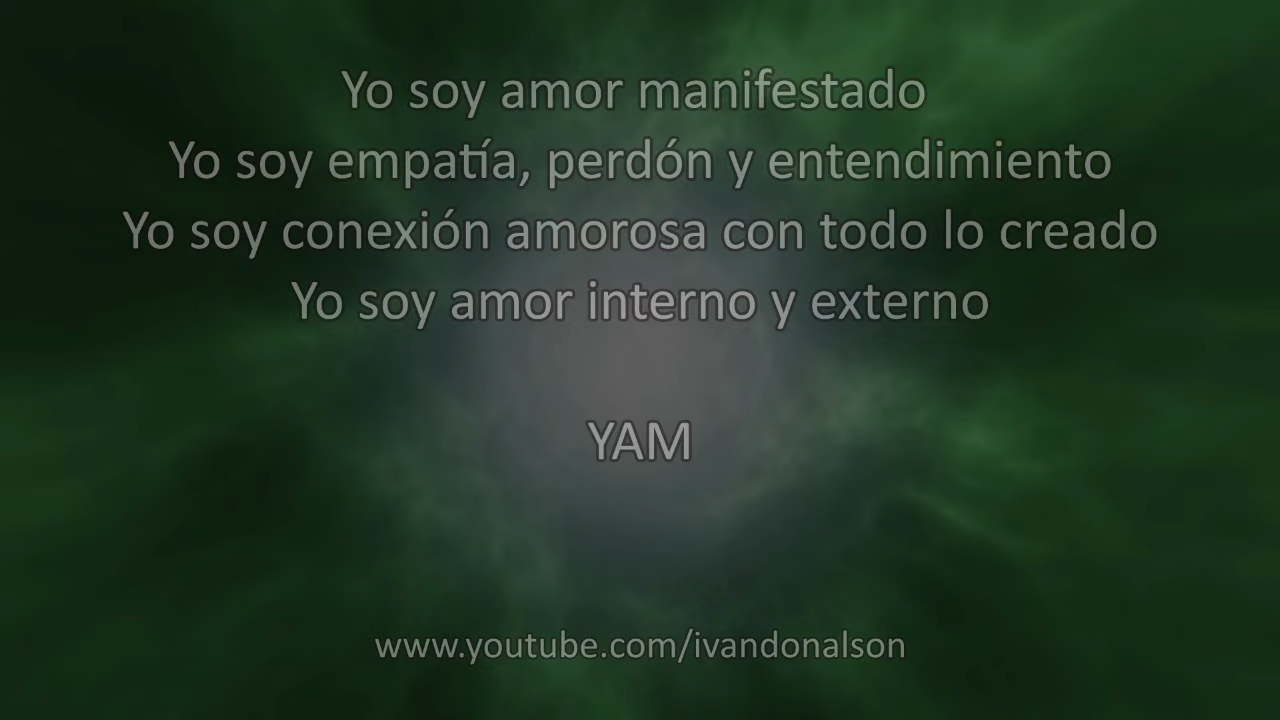 Yo soy amor manifestado
Yo soy empatía, perdón y entendimiento
Yo soy conexión amorosa con todo lo creado
Yo soy amor interno y externo
YAM
www.youtube.com/ivandonalson